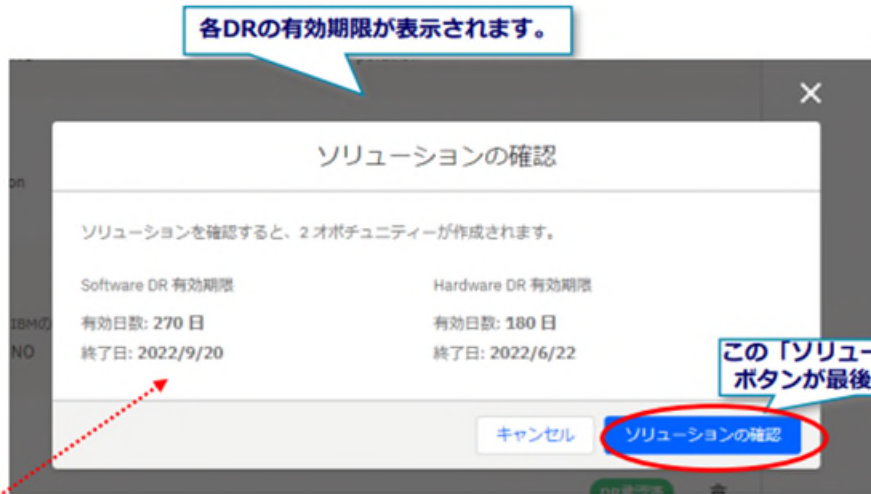 各DRの有効期限が表示されます。
ソリューションの確認
on
ソリューションを確認すると、2 オポチュニティーが作成されます。
Software DR 有効期限
Hardware DR 有効期限
有効日数: 270 日
有効日数: 180 日
終了日: 2022/9/20
終了日: 2022/6/22
IBMの
NO
この「ソリュー
ボタンが最後
キャンセル
ソリューションの確認